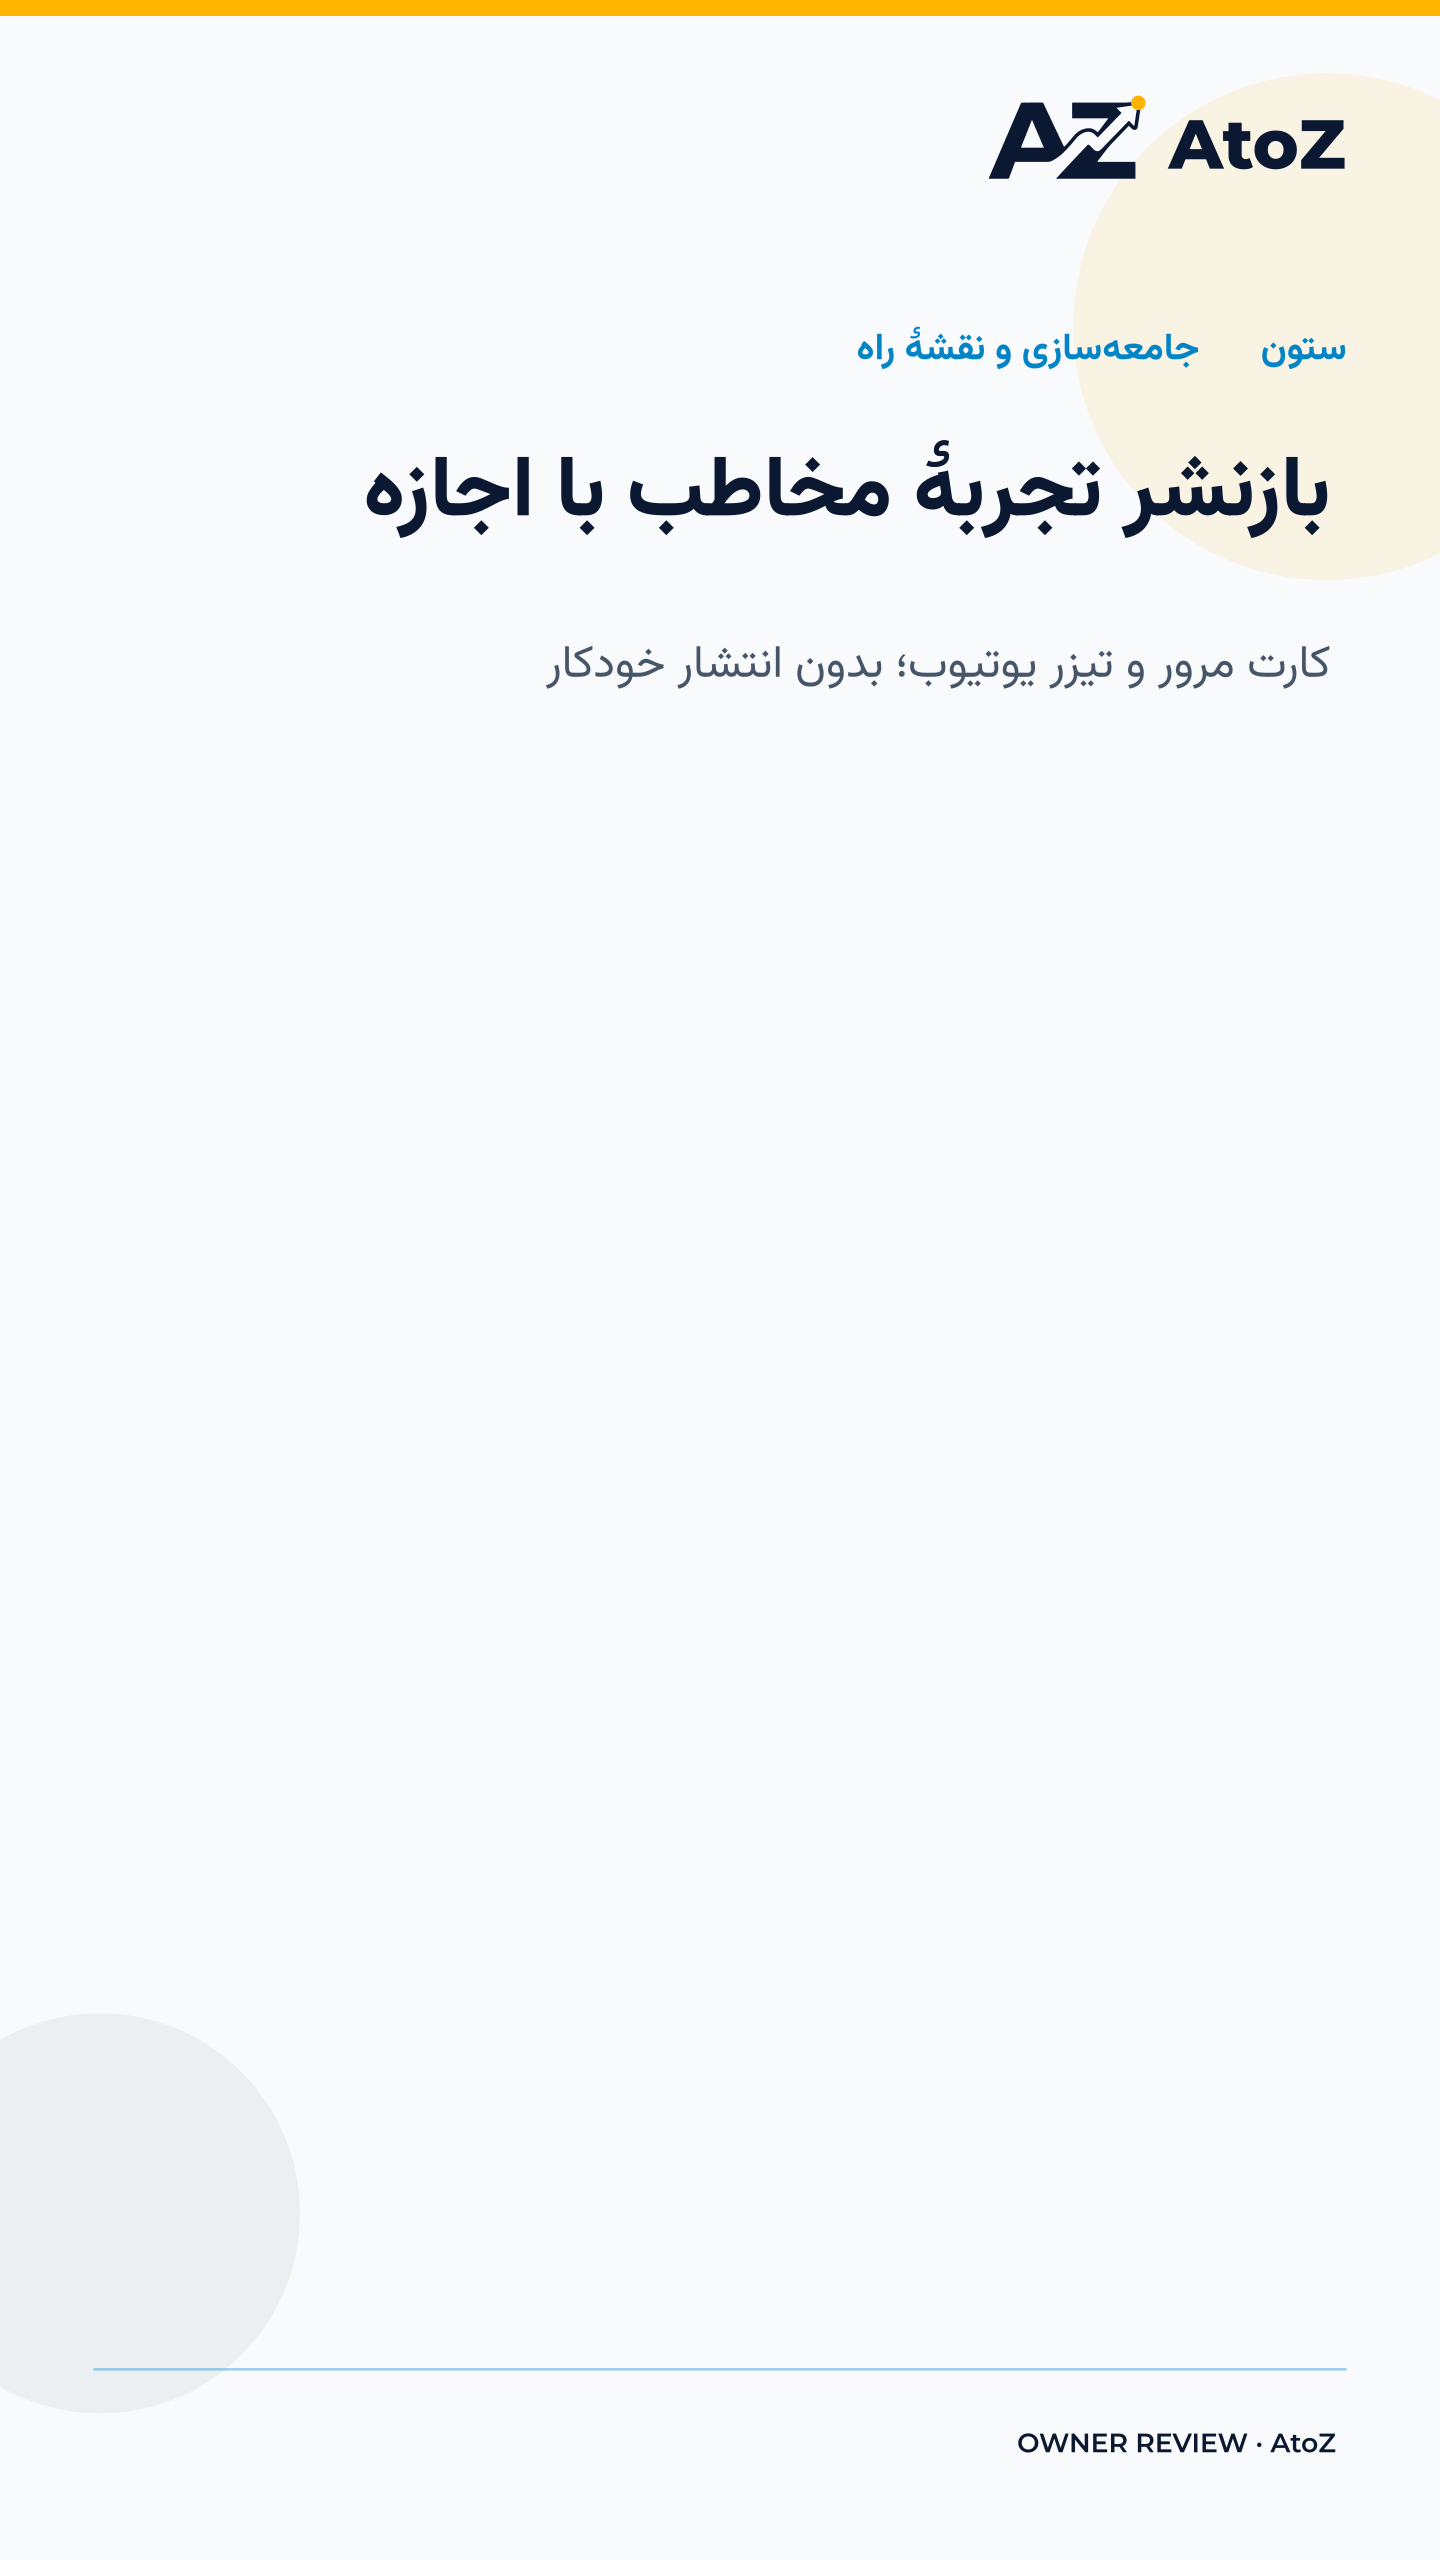 AZ AtoZ
ستون جامعه‌سازی و نقشهٔ راه
بازنشر تجربهٔ مخاطب با اجازه
کارت مرور و تیزر یوتیوب؛ بدون انتشار خودکار
OWNER REVIEW · AtoZ